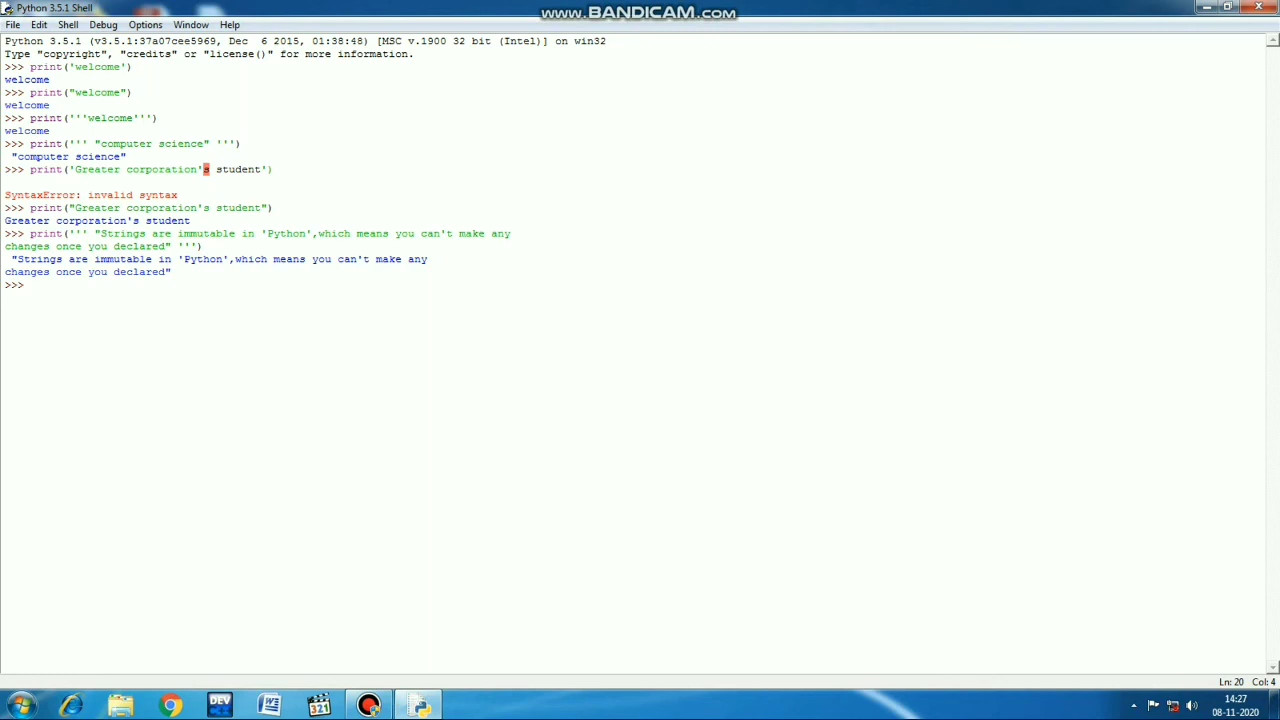 Python 3.5.1 Shell
www.BANDICAM.com
File Edit Shell Debug Options Window Help
Python 3.5.1 (v3.5.1:37a07cee5969, Dec  6 2015, 01:38:48) [MSC v.1900 32 bit (Intel)] on win32
Type "copyright", "credits" or "license()" for more information.
>>> print('welcome')
welcome
>>> print("welcome")
welcome
>>> print('''welcome''')
welcome
>>> print(''' "computer science" ''')
 "computer science"
>>> print('Greater corporation's student')
SyntaxError: invalid syntax
>>> print("Greater corporation's student")
Greater corporation's student
>>> print(''' "Strings are immutable in 'Python',which means you can't make any
changes once you declared" ''')
 "Strings are immutable in 'Python',which means you can't make any
changes once you declared"
>>>
Ln: 20 Col: 4
DEV
321
14:27
08-11-2020